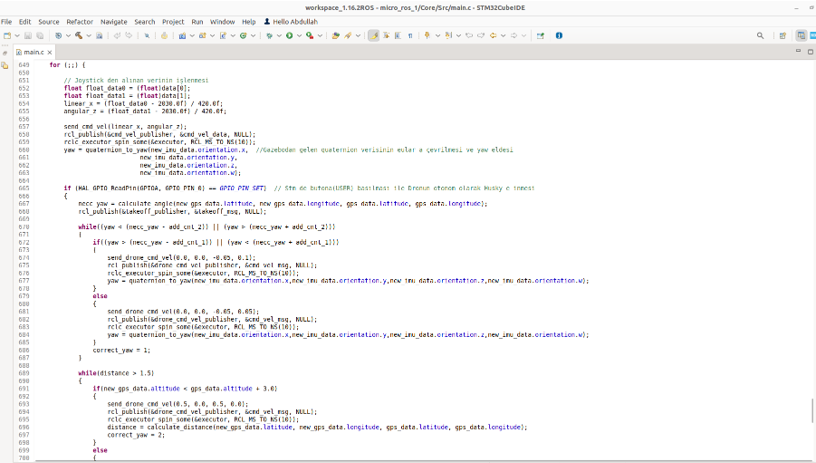 workspace_1.16.2ROS - micro_ros_1/Core/Src/main.c - STM32CubeIDE
File Edit Source Refactor Navigate Search Project Run Window Help Hello Abdullah
main.c
649 for (;;) {
650
651 // Joystick den alinan verinin işlenmesi
652 float float_data0 = (float)data[0];
653 float float_data1 = (float)data[1];
654 linear_x = (float_data0 - 2030.0f) / 420.0f;
655 angular_z = (float_data1 - 2030.0f) / 420.0f;
656
657 send_cmd_vel(linear_x, angular_z);
658 rcl_publish(&cmd_vel_publisher, &cmd_vel_data, NULL);
659 rclc_executor_spin_some(&executor, RCL_MS_TO_NS(10));
660 yaw = quaternion_to_yaw(new_imu_data.orientation.x, //Gazebodan gelen quaternion verisinin eular a çevrilmesi ve yaw eldesi
661 new_imu_data.orientation.y,
662 new_imu_data.orientation.z,
663 new_imu_data.orientation.w);
664
665 if (HAL_GPIO_ReadPin(GPIOA, GPIO_PIN_0) == GPIO_PIN_SET) // Stm de butona(USER) basilmasi ile Dronun otonom olarak Husky e inmesi
666 {
667 necc_yaw = calculate_angle(new_gps_data.latitude, new_gps_data.longitude, gps_data.latitude, gps_data.longitude);
668 rcl_publish(&takeoff_publisher, &takeoff_msg, NULL);
669
670 while((yaw < (necc_yaw - add_cnt_2)) || (yaw > (necc_yaw + add_cnt_2)))
671 {
672 if((yaw > (necc_yaw - add_cnt_1)) || (yaw < (necc_yaw + add_cnt_1)))
673 {
674 send_drone_cmd_vel(0.0, 0.0, -0.05, 0.1);
675 rcl_publish(&drone_cmd_vel_publisher, &cmd_vel_msg, NULL);
676 rclc_executor_spin_some(&executor, RCL_MS_TO_NS(10));
677 yaw = quaternion_to_yaw(new_imu_data.orientation.x,new_imu_data.orientation.y,new_imu_data.orientation.z,new_imu_data.orientation.w);
678 }
679 else
680 {
681 send_drone_cmd_vel(0.0, 0.0, -0.05, 0.05);
682 rcl_publish(&drone_cmd_vel_publisher, &cmd_vel_msg, NULL);
683 rclc_executor_spin_some(&executor, RCL_MS_TO_NS(10));
684 yaw = quaternion_to_yaw(new_imu_data.orientation.x,new_imu_data.orientation.y,new_imu_data.orientation.z,new_imu_data.orientation.w);
685 }
686 correct_yaw = 1;
687 }
688
689 while(distance > 1.5)
690 {
691 if(new_gps_data.altitude < gps_data.altitude + 3.0)
692 {
693 send_drone_cmd_vel(0.5, 0.0, 0.5, 0.0);
694 rcl_publish(&drone_cmd_vel_publisher, &cmd_vel_msg, NULL);
695 rclc_executor_spin_some(&executor, RCL_MS_TO_NS(10));
696 distance = calculate_distance(new_gps_data.latitude, new_gps_data.longitude, gps_data.latitude, gps_data.longitude);
697 correct_yaw = 2;
698 }
699 else
700 {